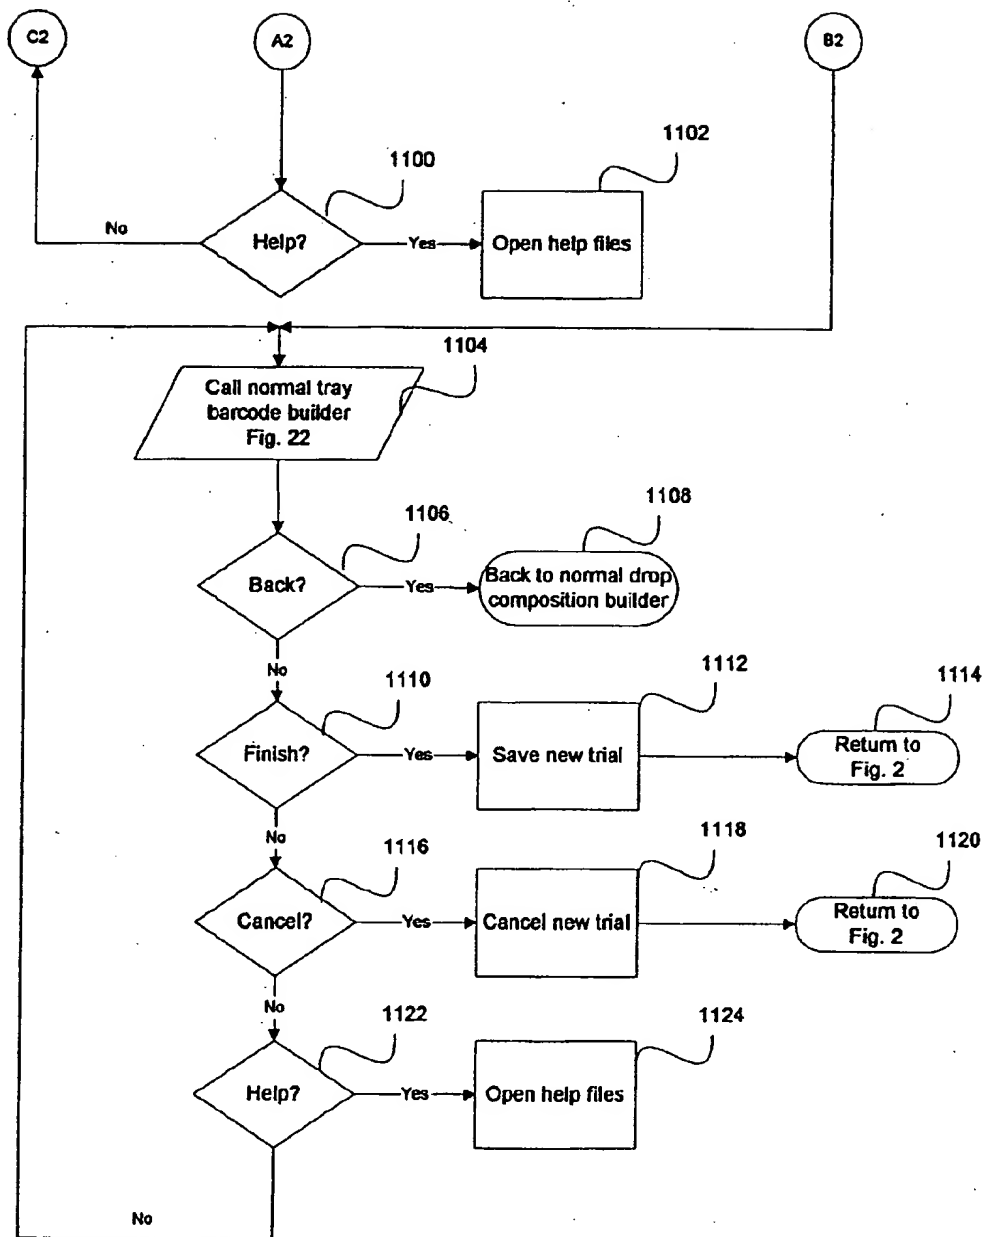 C2
A2
B2
1100
1102
No
Help?
Yes
Open help files
1104
Call normal tray
barcode builder
Fig. 22
1106
1108
Back?
Yes
Back to normal drop
composition builder
No
1110
1112
1114
Finish?
Yes
Save new trial
Return to
Fig. 2
No
1116
1118
1120
Cancel?
Yes
Cancel new trial
Return to
Fig. 2
No
1122
1124
Help?
Yes
Open help files
No